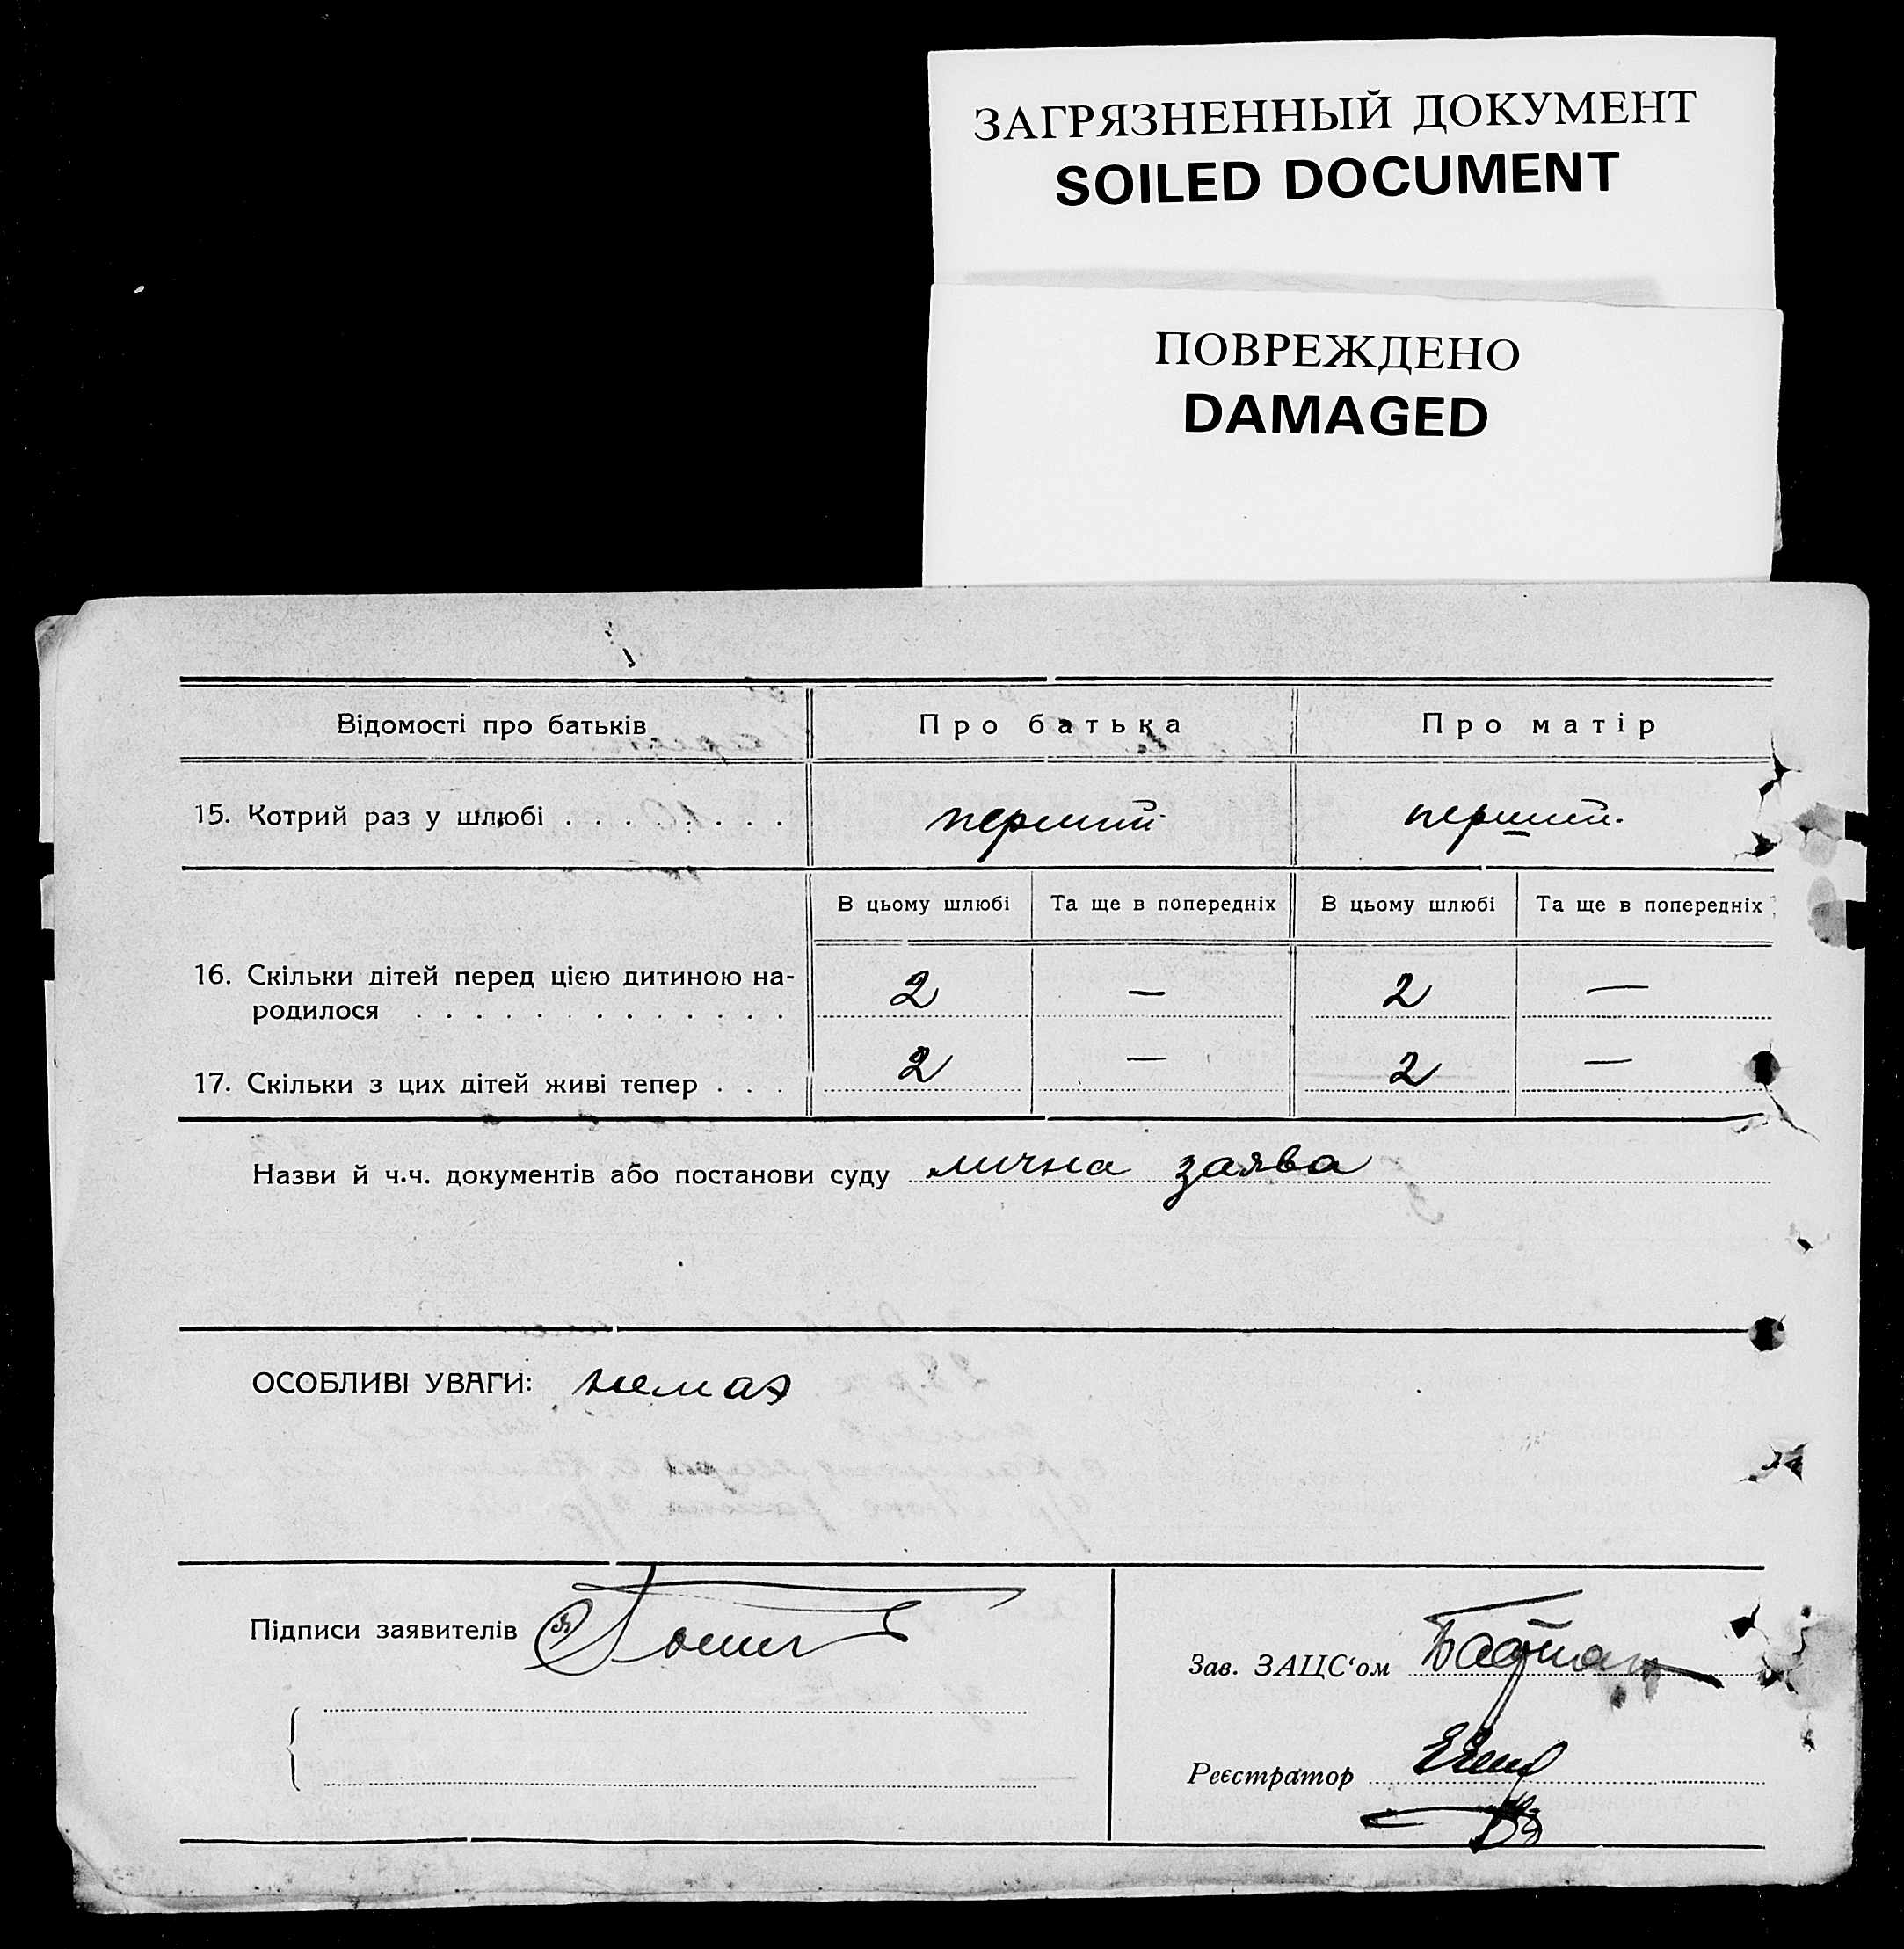 ЗАГРЯЗНЕННЫЙ ДОКУМЕНТ
SOILED DOCUMENT
ПОВРЕЖДЕНО
DAMAGED
Відомості про батьків Про батька Про матір
15. Котрий раз у шлюбі . . . . . . . . перший перший.
В цьому шлюбі Та ще в попередніх В цьому шлюбі Та ще в попередніх
16. Скільки дітей перед цією дитиною на-
родилося . . . . . . . . . . . . . 2 — 2 —
17. Скільки з цих дітей живі тепер . . . 2 — 2 —
Назви й ч.ч. документів або постанови суду лична заява
ОСОБЛИВІ УВАГИ: немає
Підписи заявителів
Зав. ЗАЦС‘ом
Реєстратор